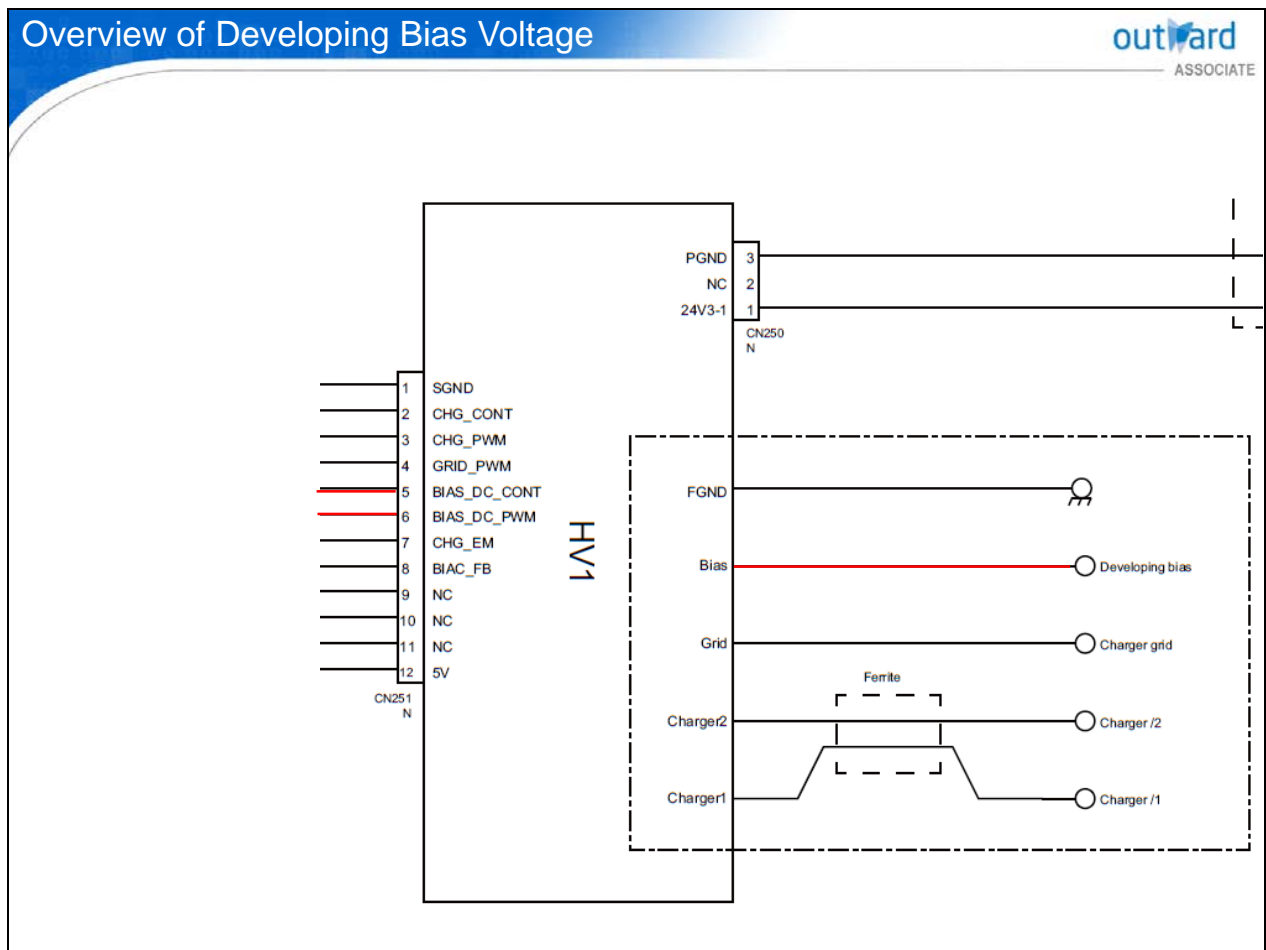 Overview of Developing Bias Voltage
outward
ASSOCIATE
PGND 3
NC 2
24V3-1 1
CN250
N
1 SGND
2 CHG_CONT
3 CHG_PWM
4 GRID_PWM
5 BIAS_DC_CONT
6 BIAS_DC_PWM
7 CHG_EM
8 BIAC_FB
9 NC
10 NC
11 NC
12 5V
CN251
N
HV1
FGND
Bias Developing bias
Grid Charger grid
Ferrite
Charger2 Charger /2
Charger1 Charger /1